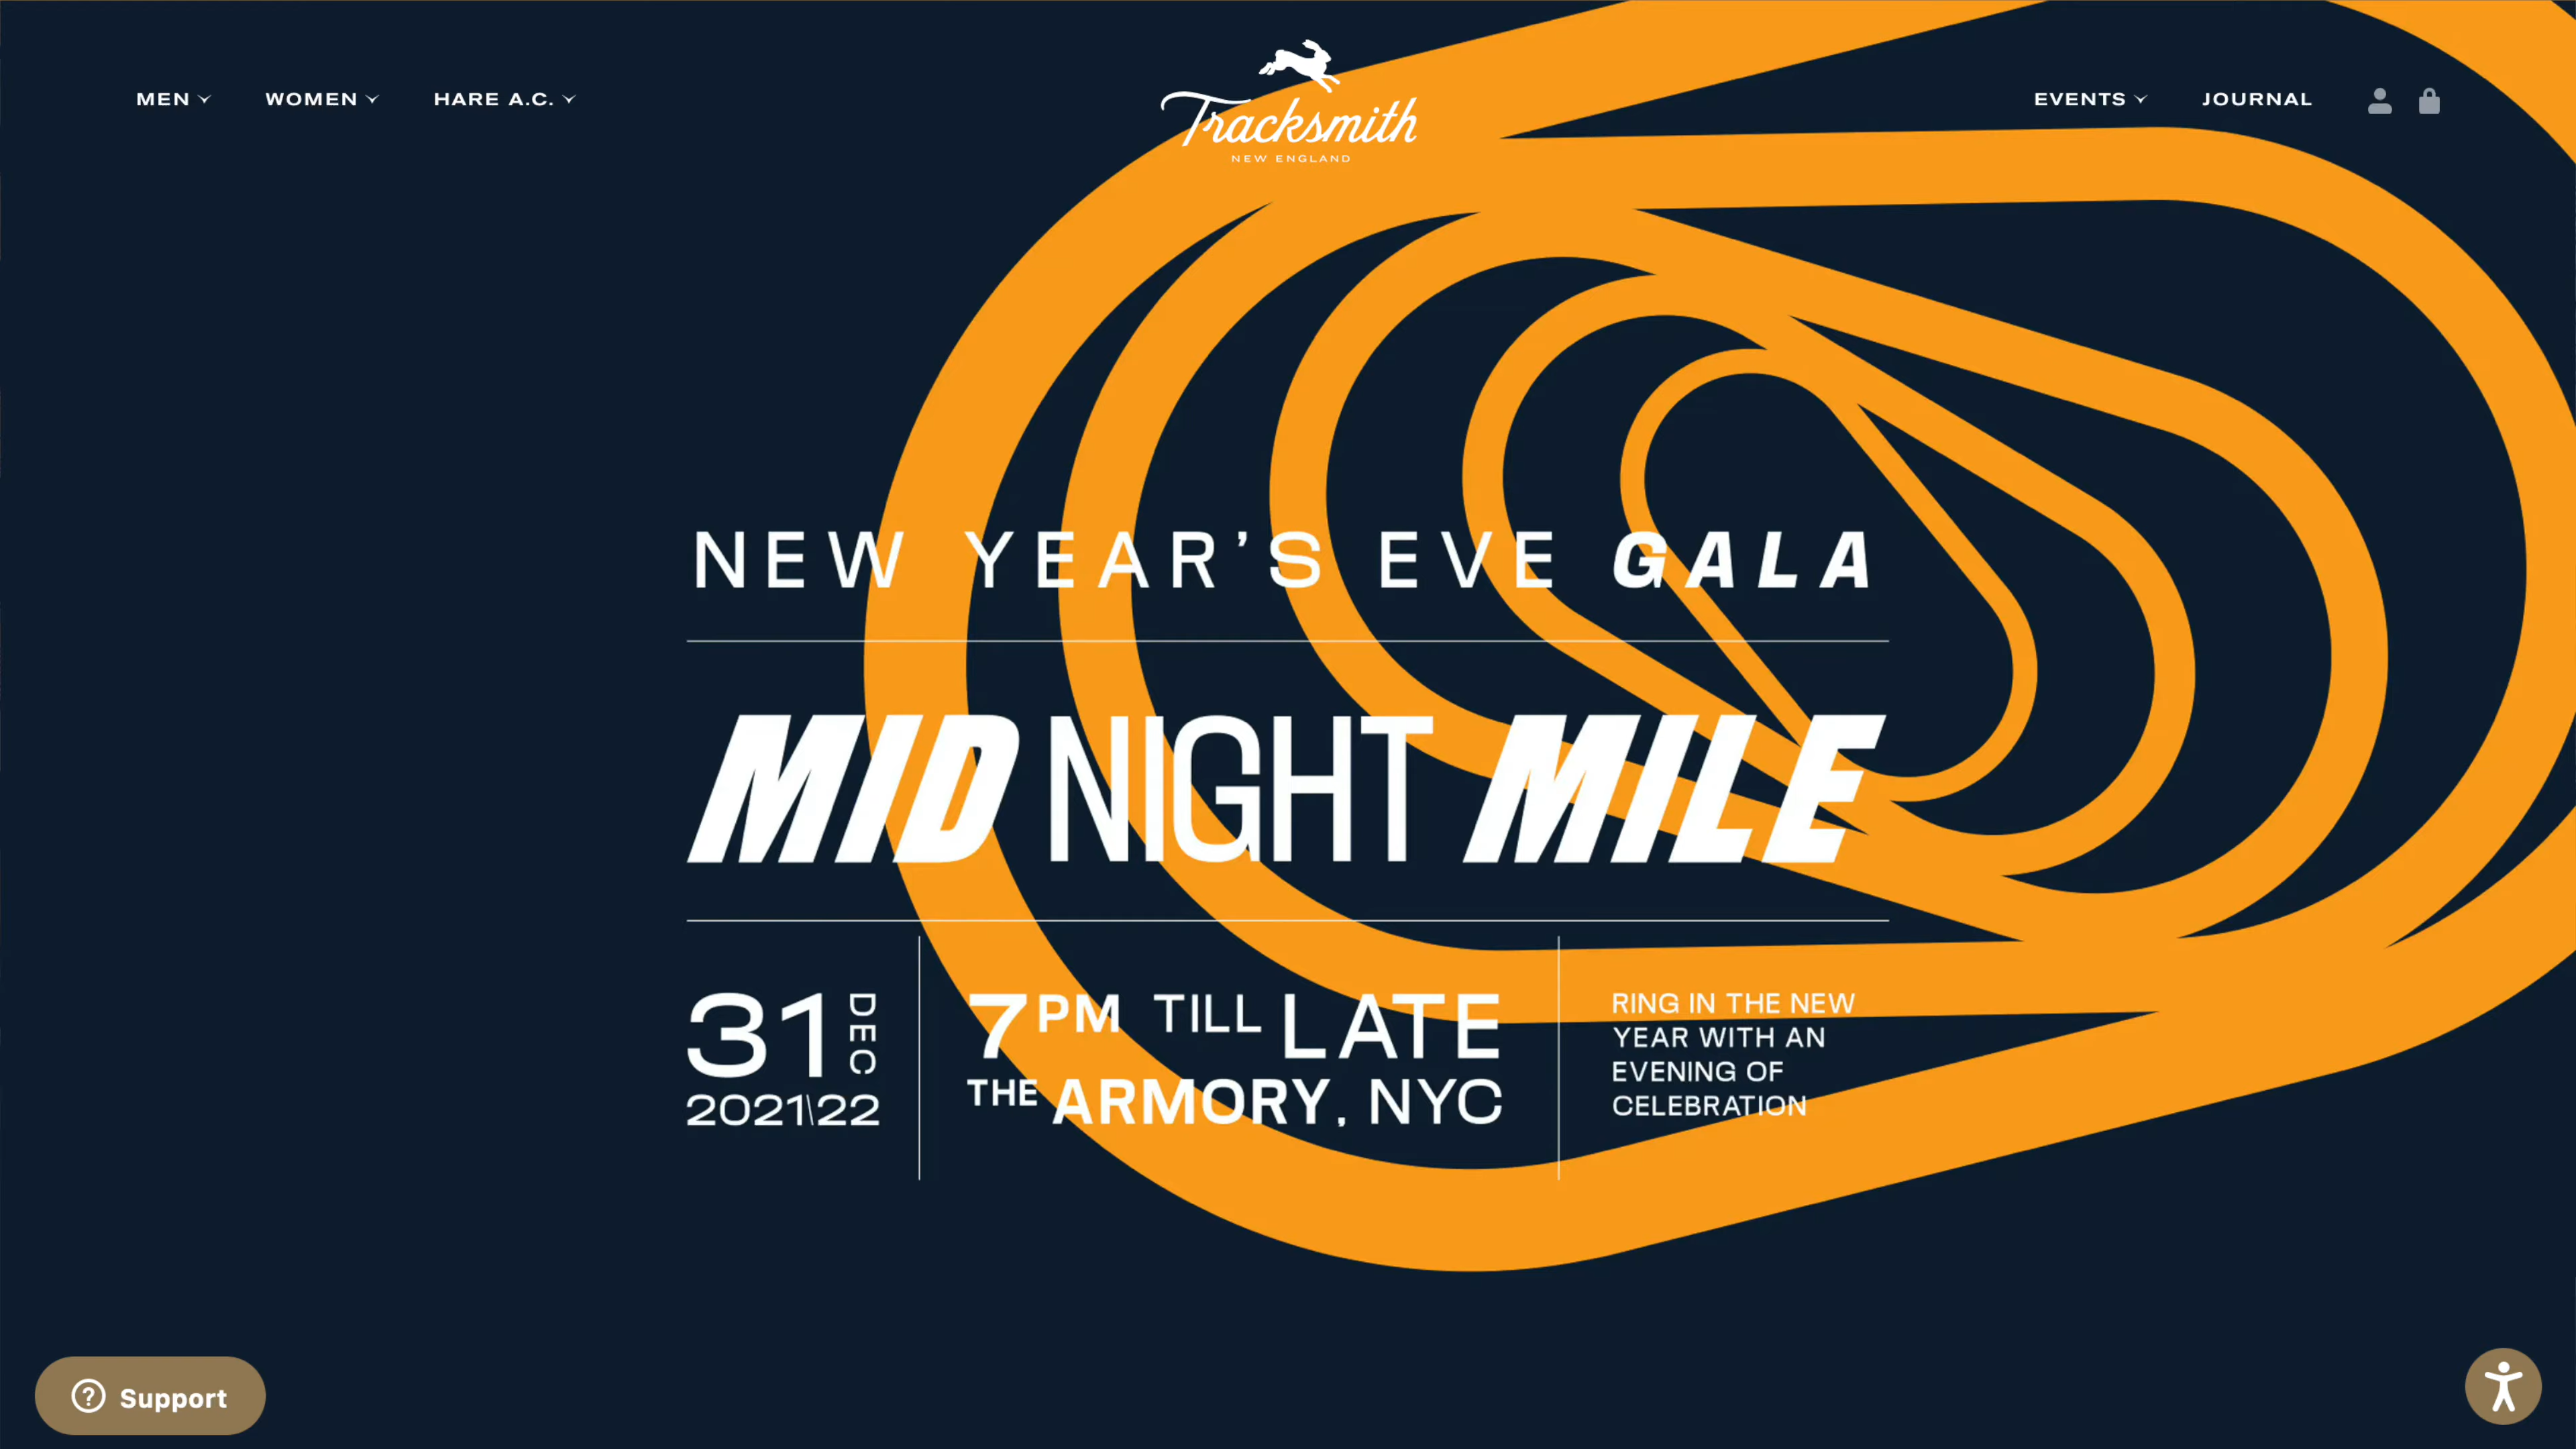 MEN
WOMEN
HARE A.C.
Tracksmith
NEW ENGLAND
EVENTS
JOURNAL
NEW YEAR’S EVE GALA
MIDNIGHT MILE
31 DEC
2021\22
7PM TILL LATE
THE ARMORY, NYC
RING IN THE NEW
YEAR WITH AN
EVENING OF
CELEBRATION
? Support